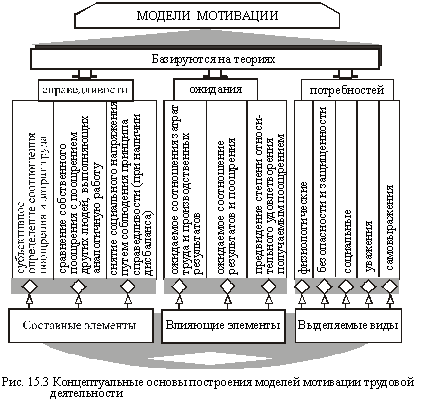 МОДЕЛИ МОТИВАЦИИ
Базируются на теориях
справедливости
ожидания
потребностей
субъективное
определение соотношения
поощрения и затрат труда
сравнение собственного
поощрения с поощрением
других людей, выполняющих
аналогичную работу
снятие социального напряжения
путем соблюдения принципа
справедливости (при наличии
дисбаланса)
ожидаемое соотношения затрат
труда и производственных
результатов
ожидаемое соотношение
результатов и поощрения
предвидение степени относи-
тельного удовлетворения
получаемым поощрением
физиологические
безопасности и защищенности
социальные
уважения
самовыражения
Составные элементы
Влияющие элементы
Выделяемые виды
Рис. 15.3 Концептуальные основы построения моделей мотивации трудовой
деятельности